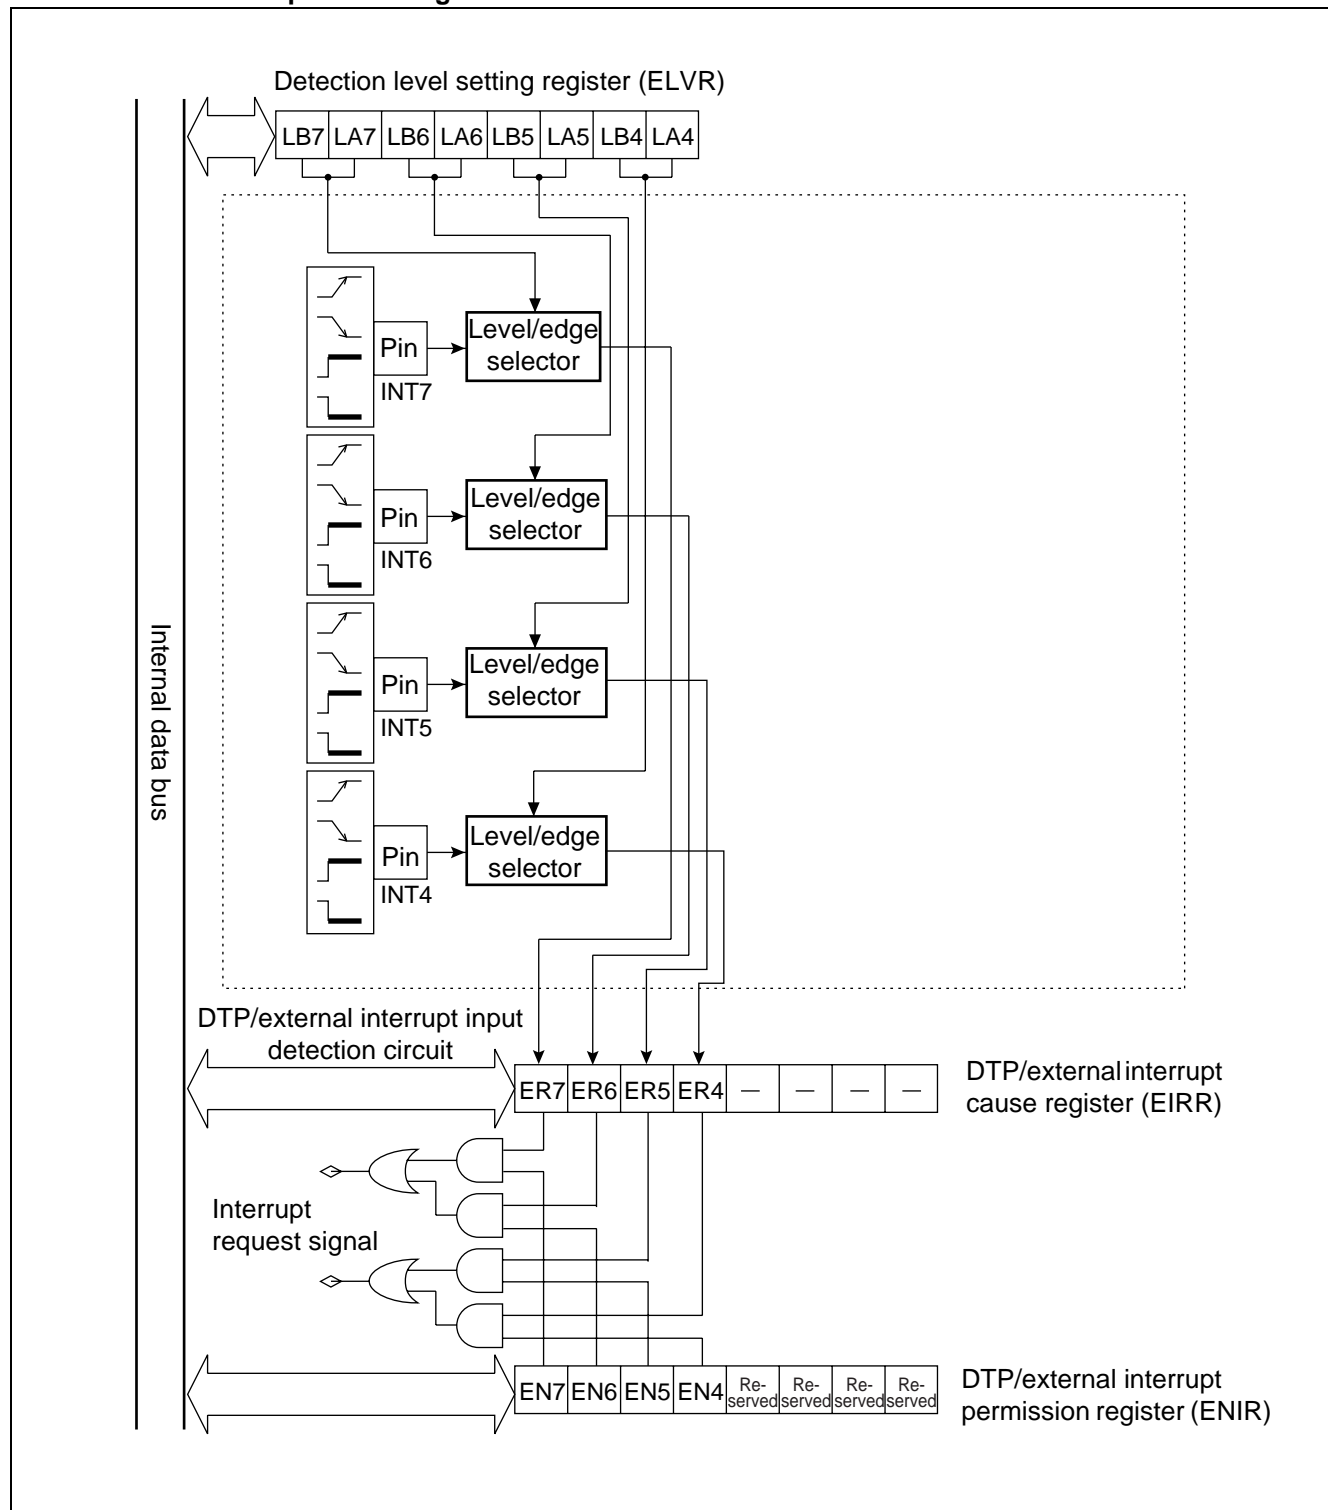 Detection level setting register (ELVR)
LB7 LA7 LB6 LA6 LB5 LA5 LB4 LA4
Level/edge
selector
Pin
INT7
Level/edge
selector
Pin
INT6
Level/edge
selector
Pin
INT5
Level/edge
selector
Pin
INT4
Internal data bus
DTP/external interrupt input
detection circuit
ER7 ER6 ER5 ER4 — — — —
DTP/external interrupt
cause register (EIRR)
Interrupt
request signal
EN7 EN6 EN5 EN4 Re- Re- Re- Re-
served served served served
DTP/external interrupt
permission register (ENIR)